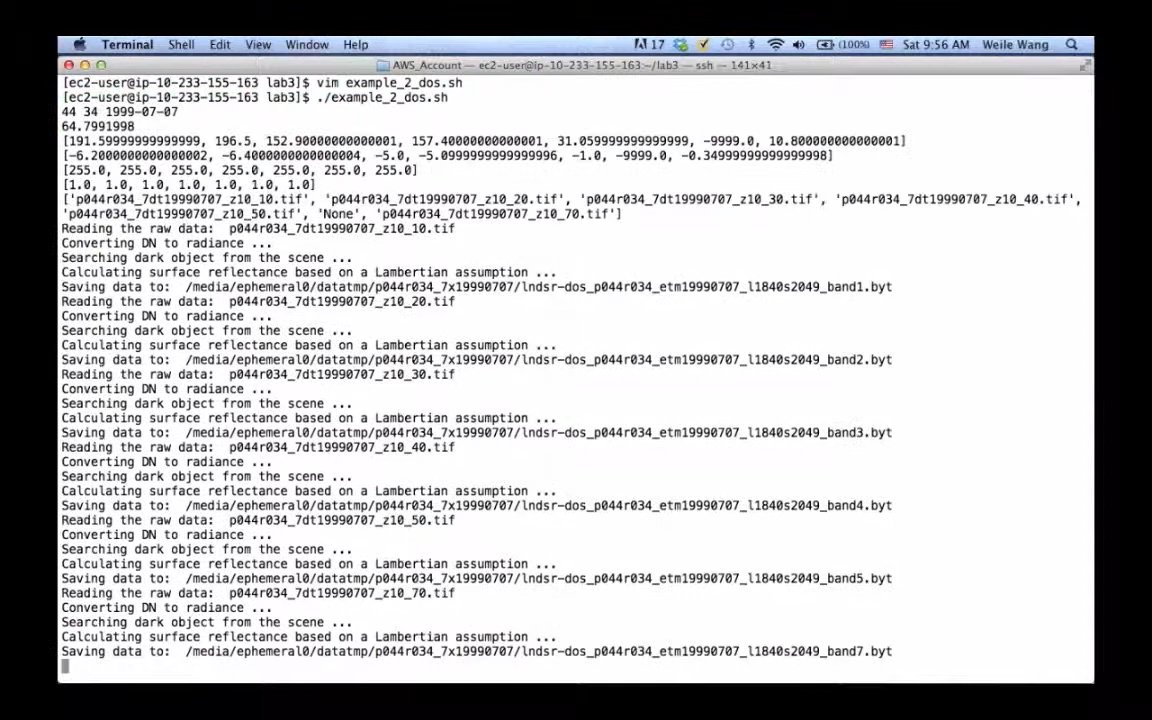 Terminal Shell Edit View Window Help 17 (100%) Sat 9:56 AM Weile Wang
AWS_Account — ec2-user@ip-10-233-155-163:~/lab3 — ssh — 141×41
[ec2-user@ip-10-233-155-163 lab3]$ vim example_2_dos.sh
[ec2-user@ip-10-233-155-163 lab3]$ ./example_2_dos.sh
44 34 1999-07-07
64.7991998
[191.59999999999999, 196.5, 152.90000000000001, 157.40000000000001, 31.059999999999999, -9999.0, 10.800000000000001]
[-6.2000000000000002, -6.4000000000000004, -5.0, -5.0999999999999996, -1.0, -9999.0, -0.34999999999999998]
[255.0, 255.0, 255.0, 255.0, 255.0, 255.0, 255.0]
[1.0, 1.0, 1.0, 1.0, 1.0, 1.0, 1.0]
['p044r034_7dt19990707_z10_10.tif', 'p044r034_7dt19990707_z10_20.tif', 'p044r034_7dt19990707_z10_30.tif', 'p044r034_7dt19990707_z10_40.tif',
'p044r034_7dt19990707_z10_50.tif', 'None', 'p044r034_7dt19990707_z10_70.tif']
Reading the raw data:  p044r034_7dt19990707_z10_10.tif
Converting DN to radiance ...
Searching dark object from the scene ...
Calculating surface reflectance based on a Lambertian assumption ...
Saving data to:  /media/ephemeral0/datatmp/p044r034_7x19990707/lndsr-dos_p044r034_etm19990707_l1840s2049_band1.byt
Reading the raw data:  p044r034_7dt19990707_z10_20.tif
Converting DN to radiance ...
Searching dark object from the scene ...
Calculating surface reflectance based on a Lambertian assumption ...
Saving data to:  /media/ephemeral0/datatmp/p044r034_7x19990707/lndsr-dos_p044r034_etm19990707_l1840s2049_band2.byt
Reading the raw data:  p044r034_7dt19990707_z10_30.tif
Converting DN to radiance ...
Searching dark object from the scene ...
Calculating surface reflectance based on a Lambertian assumption ...
Saving data to:  /media/ephemeral0/datatmp/p044r034_7x19990707/lndsr-dos_p044r034_etm19990707_l1840s2049_band3.byt
Reading the raw data:  p044r034_7dt19990707_z10_40.tif
Converting DN to radiance ...
Searching dark object from the scene ...
Calculating surface reflectance based on a Lambertian assumption ...
Saving data to:  /media/ephemeral0/datatmp/p044r034_7x19990707/lndsr-dos_p044r034_etm19990707_l1840s2049_band4.byt
Reading the raw data:  p044r034_7dt19990707_z10_50.tif
Converting DN to radiance ...
Searching dark object from the scene ...
Calculating surface reflectance based on a Lambertian assumption ...
Saving data to:  /media/ephemeral0/datatmp/p044r034_7x19990707/lndsr-dos_p044r034_etm19990707_l1840s2049_band5.byt
Reading the raw data:  p044r034_7dt19990707_z10_70.tif
Converting DN to radiance ...
Searching dark object from the scene ...
Calculating surface reflectance based on a Lambertian assumption ...
Saving data to:  /media/ephemeral0/datatmp/p044r034_7x19990707/lndsr-dos_p044r034_etm19990707_l1840s2049_band7.byt